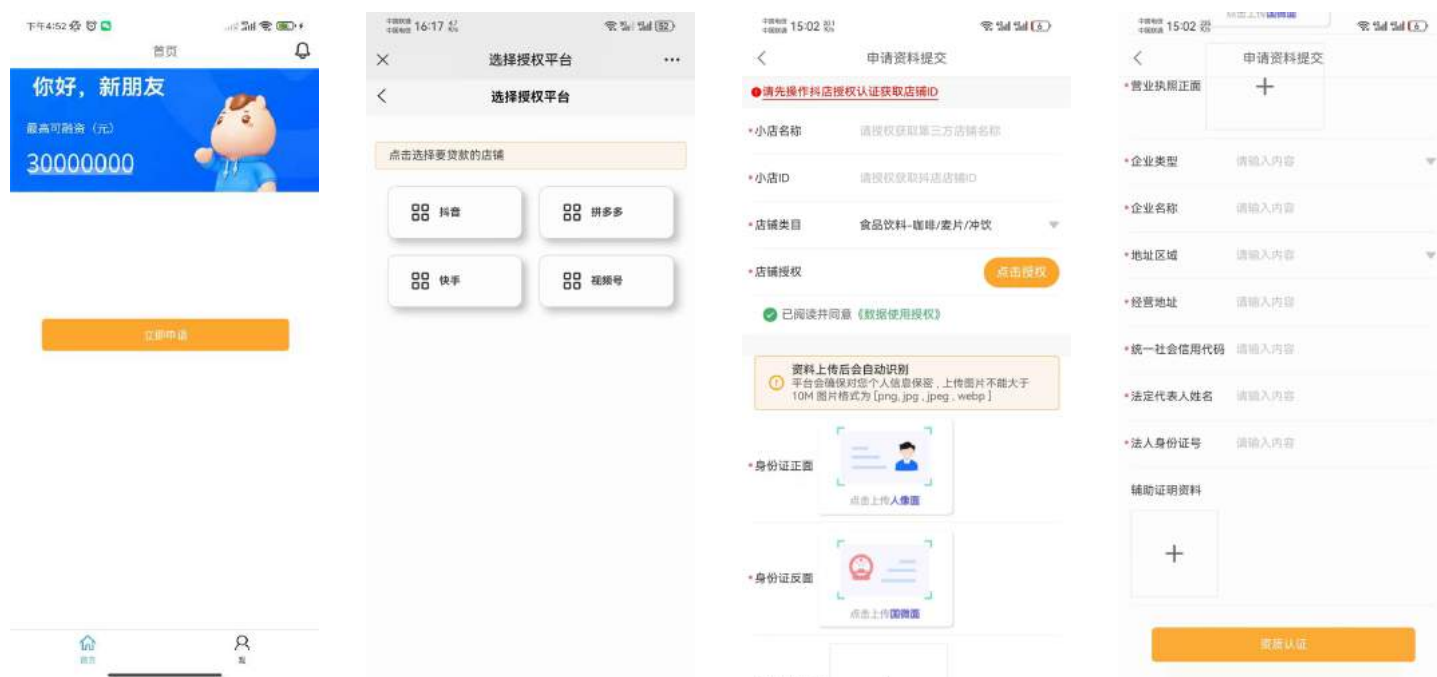 下午4:52
首页
你好，新朋友
最高可融资（元）
30000000
立即申请
首页
我
中国移动
中国电信
16:17
52
选择授权平台
选择授权平台
点击选择要贷款的店铺
抖音
拼多多
快手
视频号
15:02
6
申请资料提交
请先操作抖店授权认证获取店铺ID
*小店名称
请授权获取第三方店铺名称
*小店ID
请授权获取抖店店铺ID
*店铺类目
食品饮料-咖啡/麦片/冲饮
*店铺授权
点击授权
已阅读并同意《数据使用授权》
资料上传后会自动识别
平台会确保对您个人信息保密，上传图片不能大于
10M 图片格式为 [png, jpg , jpeg , webp ]
*身份证正面
点击上传人像面
*身份证反面
点击上传国徽面
15:02
6
申请资料提交
*营业执照正面
*企业类型
请输入内容
*企业名称
请输入内容
*地址区域
请输入内容
*经营地址
请输入内容
*统一社会信用代码
请输入内容
*法定代表人姓名
请输入内容
*法人身份证号
请输入内容
辅助证明资料
资质认证